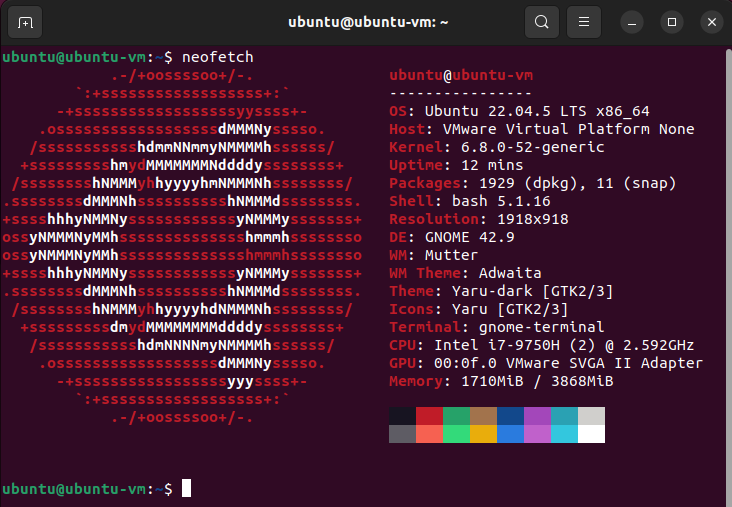 ubuntu@ubuntu-vm: ~
ubuntu@ubuntu-vm:~$ neofetch
.-/+oossssoo+/-.
`:+ssssssssssssssssss+:`
-+ssssssssssssssssssyyssss+-
.ossssssssssssssssssdMMMNysssso.
/ssssssssssshdmmNNmmyNMMMMhssssss/
+ssssssssshmydMMMMMMMNddddyssssssss+
/sssssssshNMMMyhhyyyyhmNMMMNhssssssss/
.ssssssssdMMMNhsssssssssshNMMMdssssssss.
+sssshhhyNMMNyssssssssssssyNMMMysssssss+
ossyNMMMNyMMhsssssssssssssshmmmhssssssso
ossyNMMMNyMMhsssssssssssssshmmmhssssssso
+sssshhhyNMMNyssssssssssssyNMMMysssssss+
.ssssssssdMMMNhsssssssssshNMMMdssssssss.
/sssssssshNMMMyhhyyyyhdNMMMNhssssssss/
+sssssssssdmydMMMMMMMMddddyssssssss+
/ssssssssssshdmNNNNmyNMMMMhssssss/
.ossssssssssssssssssdMMMNysssso.
-+sssssssssssssssssyyyssss+-
`:+ssssssssssssssssss+:`
.-/+oossssoo+/-.
ubuntu@ubuntu-vm
----------------
OS: Ubuntu 22.04.5 LTS x86_64
Host: VMware Virtual Platform None
Kernel: 6.8.0-52-generic
Uptime: 12 mins
Packages: 1929 (dpkg), 11 (snap)
Shell: bash 5.1.16
Resolution: 1918x918
DE: GNOME 42.9
WM: Mutter
WM Theme: Adwaita
Theme: Yaru-dark [GTK2/3]
Icons: Yaru [GTK2/3]
Terminal: gnome-terminal
CPU: Intel i7-9750H (2) @ 2.592GHz
GPU: 00:0f.0 VMware SVGA II Adapter
Memory: 1710MiB / 3868MiB
ubuntu@ubuntu-vm:~$